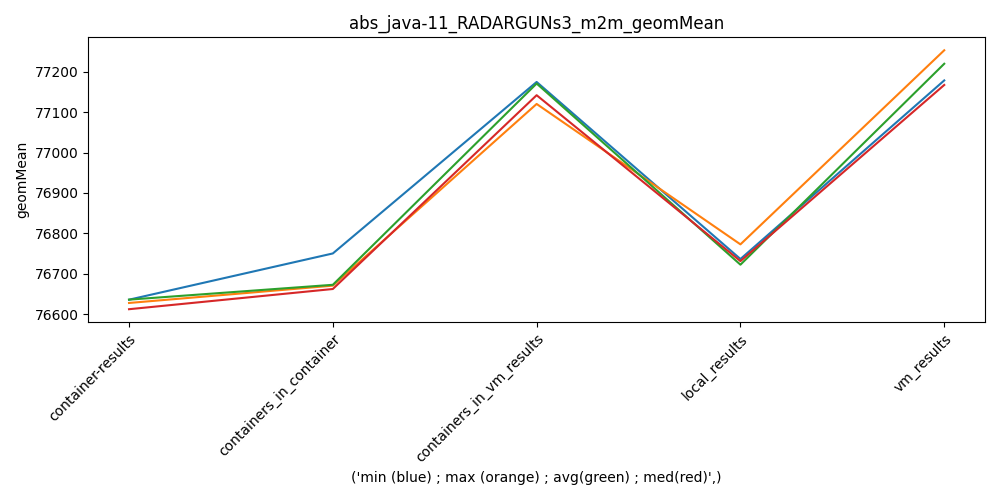 abs_java-11_RADARGUNs3_m2m_geomMean
geomMean
77200
77100
77000
76900
76800
76700
76600
container-results
containers_in_container
containers_in_vm_results
local_results
vm_results
('min (blue) ; max (orange) ; avg(green) ; med(red)',)